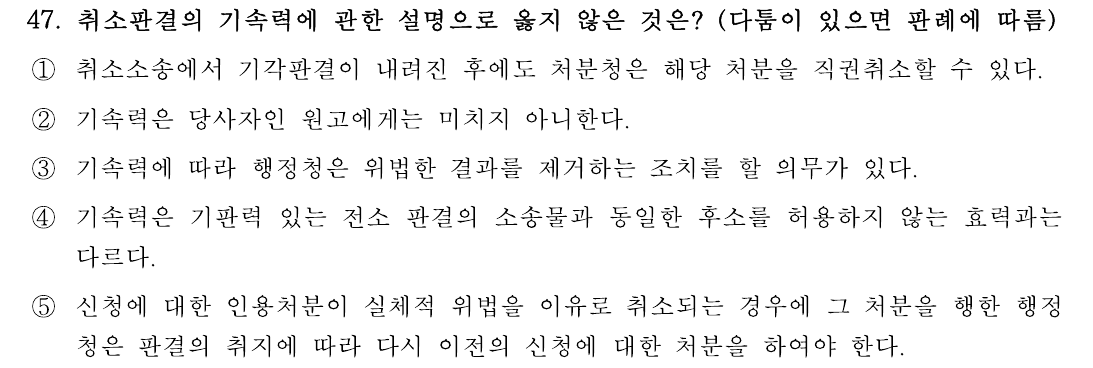 47. 취소판결의 기속력에 관한 설명으로 옳지 않은 것은? (다툼이 있으면 판례에 따름)
① 취소소송에서 기각판결이 내려진 후에도 처분청은 해당 처분을 직권취소할 수 있다.
② 기속력은 당사자인 원고에게는 미치지 아니한다.
③ 기속력에 따라 행정청은 위법한 결과를 제거하는 조치를 할 의무가 있다.
④ 기속력은 기판력 있는 전소 판결의 소송물과 동일한 후소를 허용하지 않는 효력과는
다르다.
⑤ 신청에 대한 인용처분이 실체적 위법을 이유로 취소되는 경우에 그 처분을 행한 행정
청은 판결의 취지에 따라 다시 이전의 신청에 대한 처분을 하여야 한다.